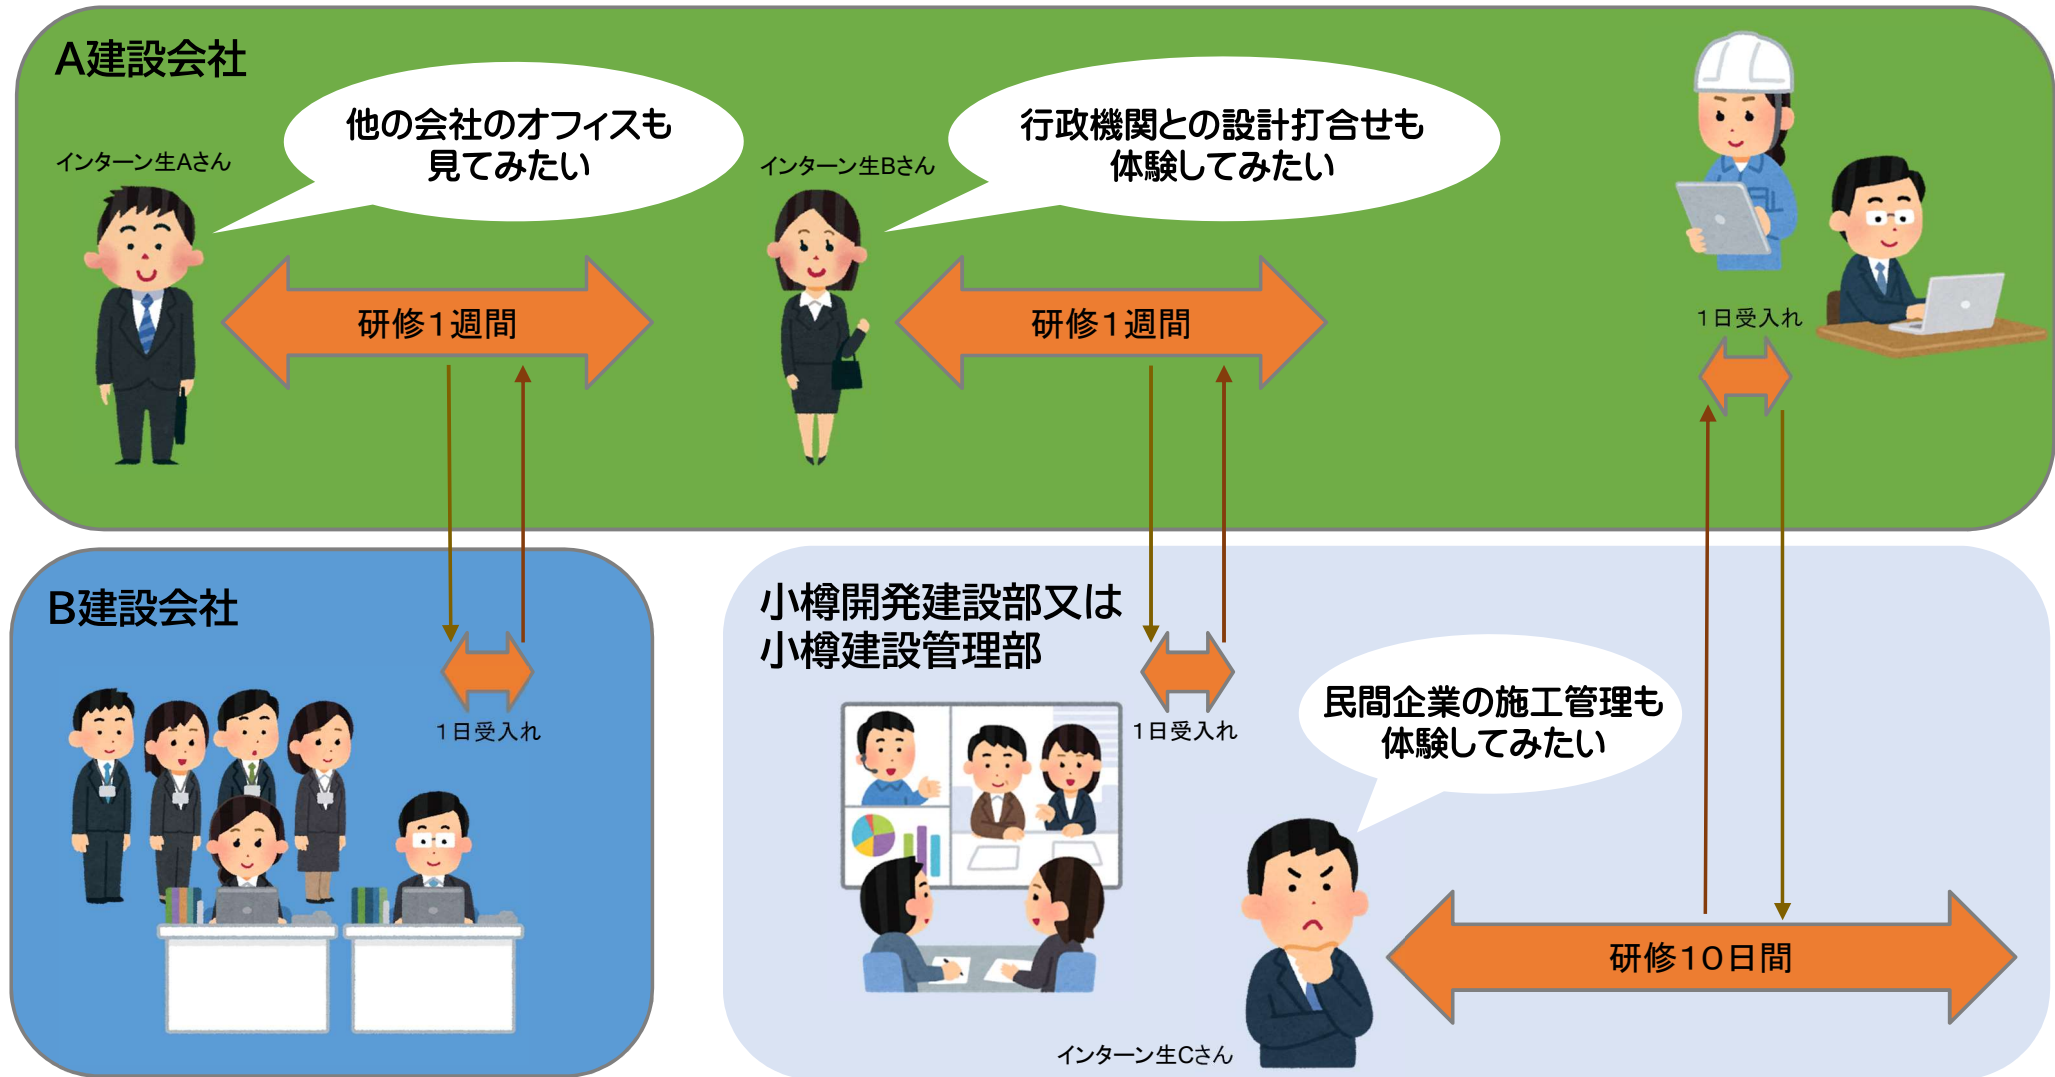 A建設会社
他の会社のオフィスも
見てみたい
行政機関との設計打合せも
体験してみたい
インターン生Aさん
インターン生Bさん
研修1週間
研修1週間
1日受入れ
B建設会社
1日受入れ
小樽開発建設部又は
小樽建設管理部
1日受入れ
民間企業の施工管理も
体験してみたい
研修10日間
インターン生Cさん